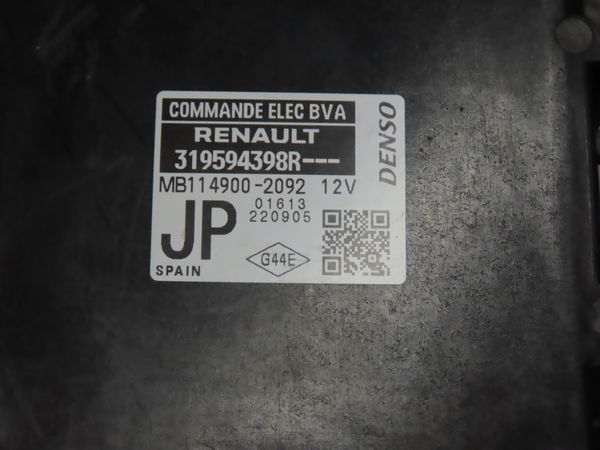 COMMANDE ELEC BVA
RENAULT
319594398R---
MB114900-2092 12V
DENSO
01613
220905
JP
SPAIN
G44E